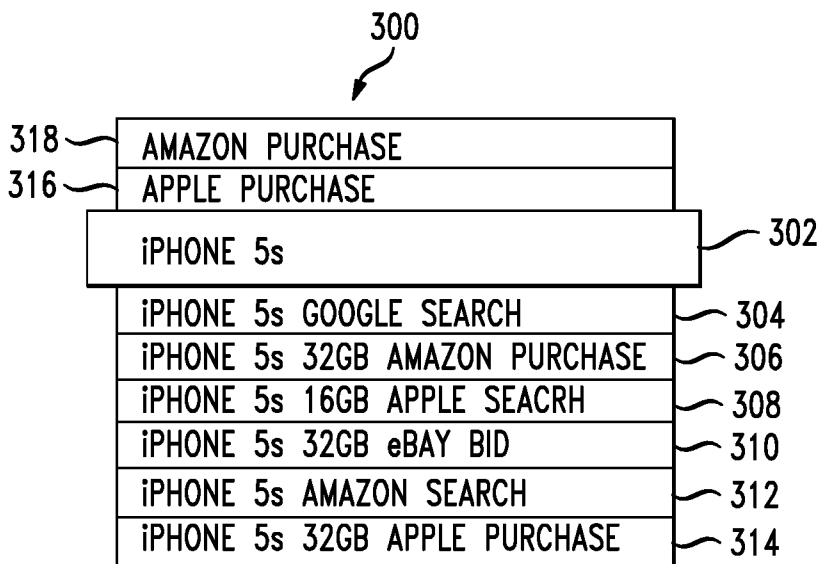 300
318 AMAZON PURCHASE
316 APPLE PURCHASE
iPHONE 5s 302
iPHONE 5s GOOGLE SEARCH 304
iPHONE 5s 32GB AMAZON PURCHASE 306
iPHONE 5s 16GB APPLE SEACRH 308
iPHONE 5s 32GB eBAY BID 310
iPHONE 5s AMAZON SEARCH 312
iPHONE 5s 32GB APPLE PURCHASE 314